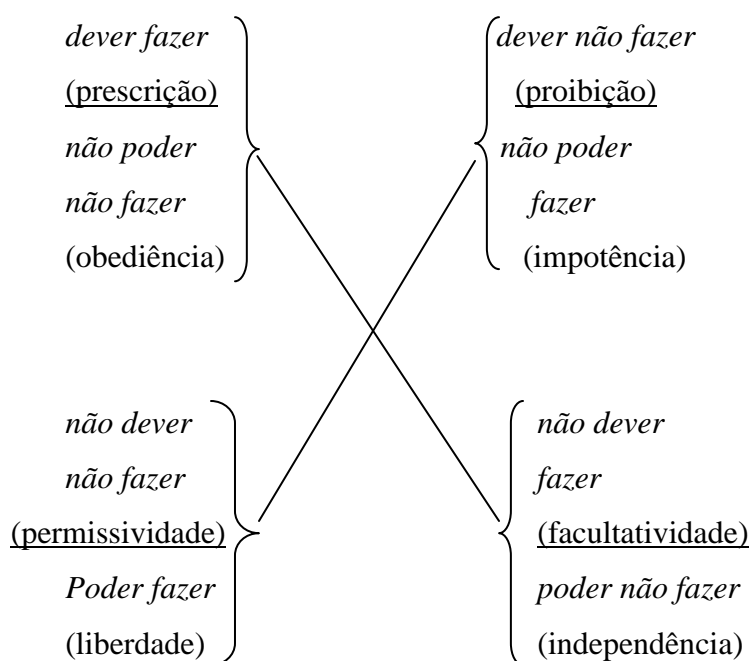 dever fazer
(prescrição)
não poder
não fazer
(obediência)
dever não fazer
(proibição)
não poder
fazer
(impotência)
não dever
não fazer
(permissividade)
Poder fazer
(liberdade)
não dever
fazer
(facultatividade)
poder não fazer
(independência)